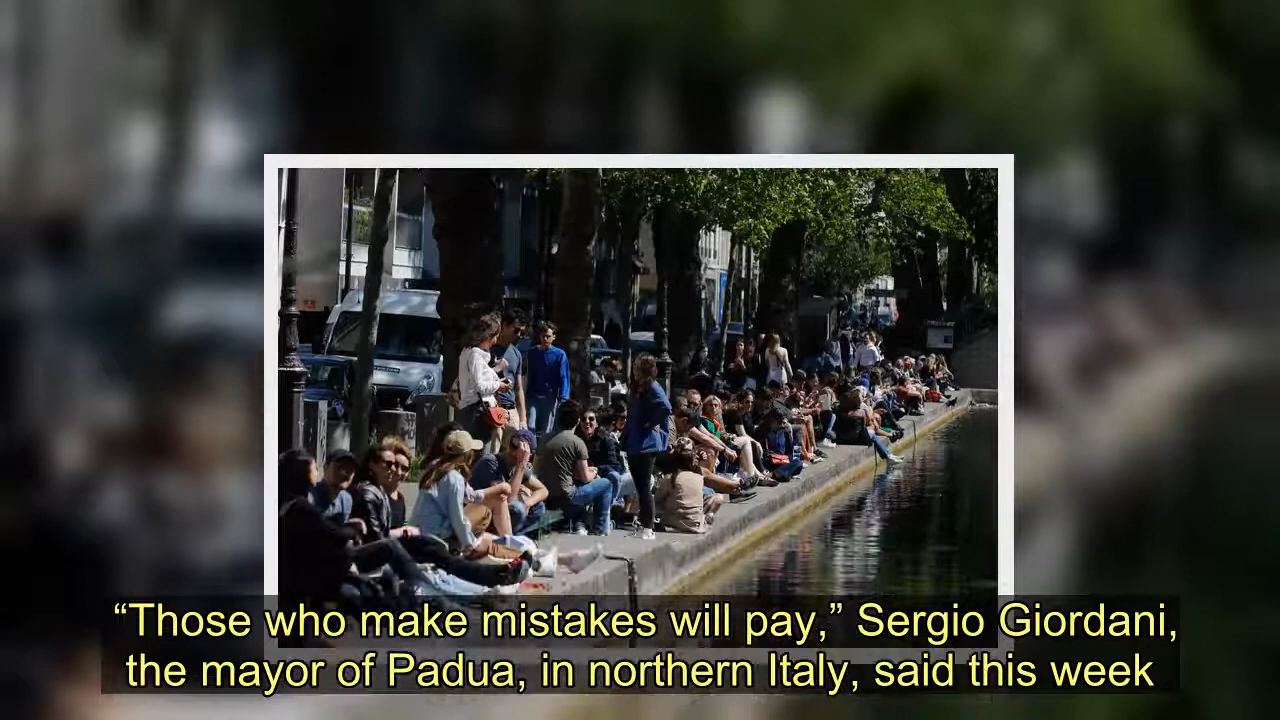 “Those who make mistakes will pay,” Sergio Giordani,
the mayor of Padua, in northern Italy, said this week